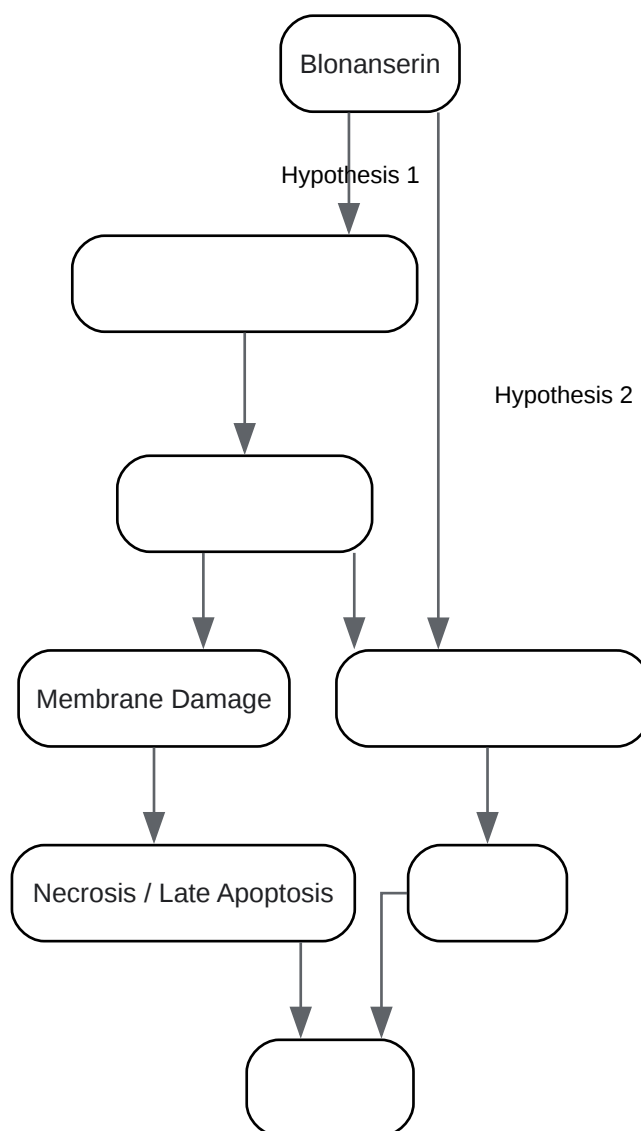 Blonanserin
Hypothesis 1
Hypothesis 2
Membrane Damage
Necrosis / Late Apoptosis